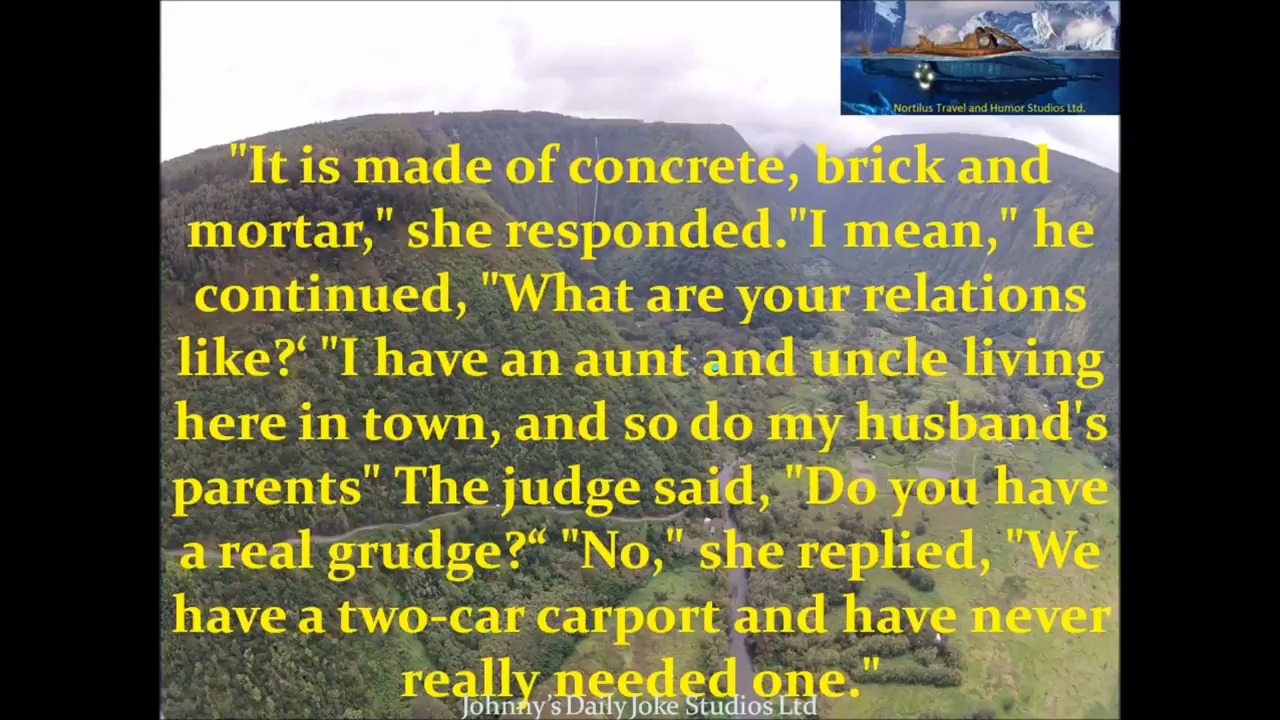 Nortilus Travel and Humor Studios Ltd.
"It is made of concrete, brick and
mortar," she responded."I mean," he
continued, "What are your relations
like?‘ "I have an aunt and uncle living
here in town, and so do my husband's
parents" The judge said, "Do you have
a real grudge?“ "No," she replied, "We
have a two-car carport and have never
really needed one."
Johnny’s Daily Joke Studios Ltd